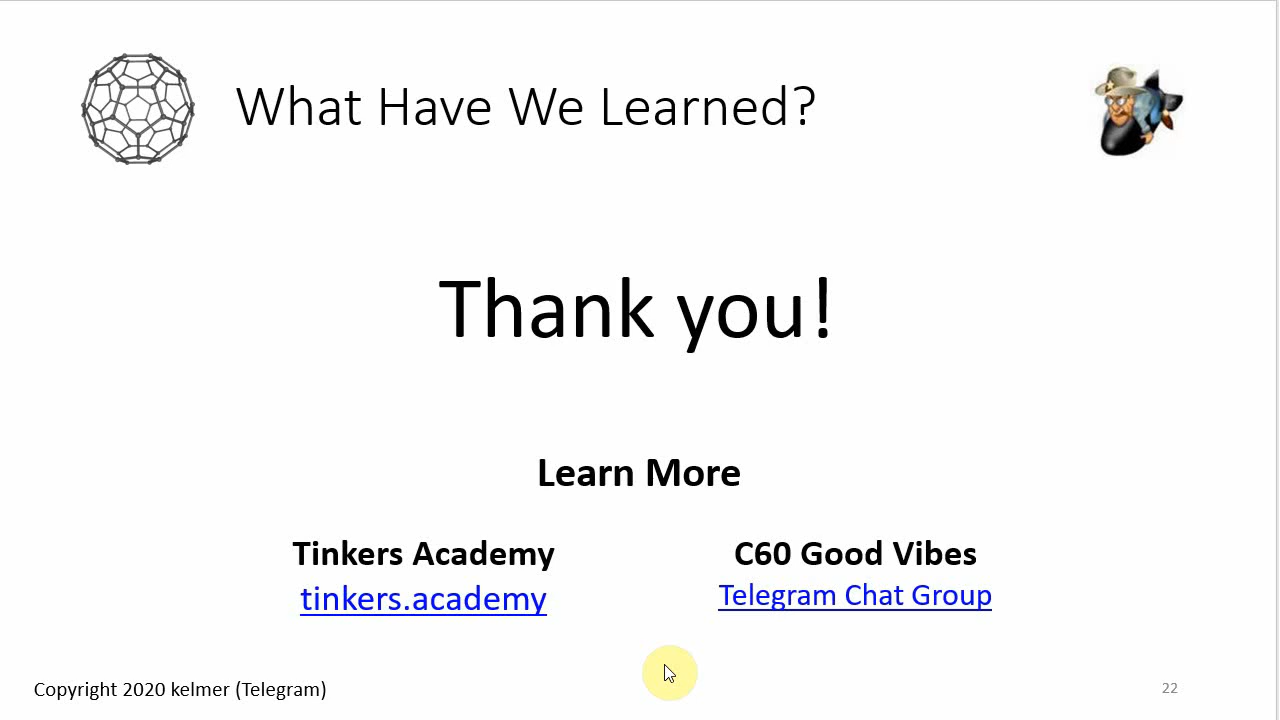 What Have We Learned?
Thank you!
Learn More
Tinkers Academy
tinkers.academy
C60 Good Vibes
Telegram Chat Group
Copyright 2020 kelmer (Telegram)
22